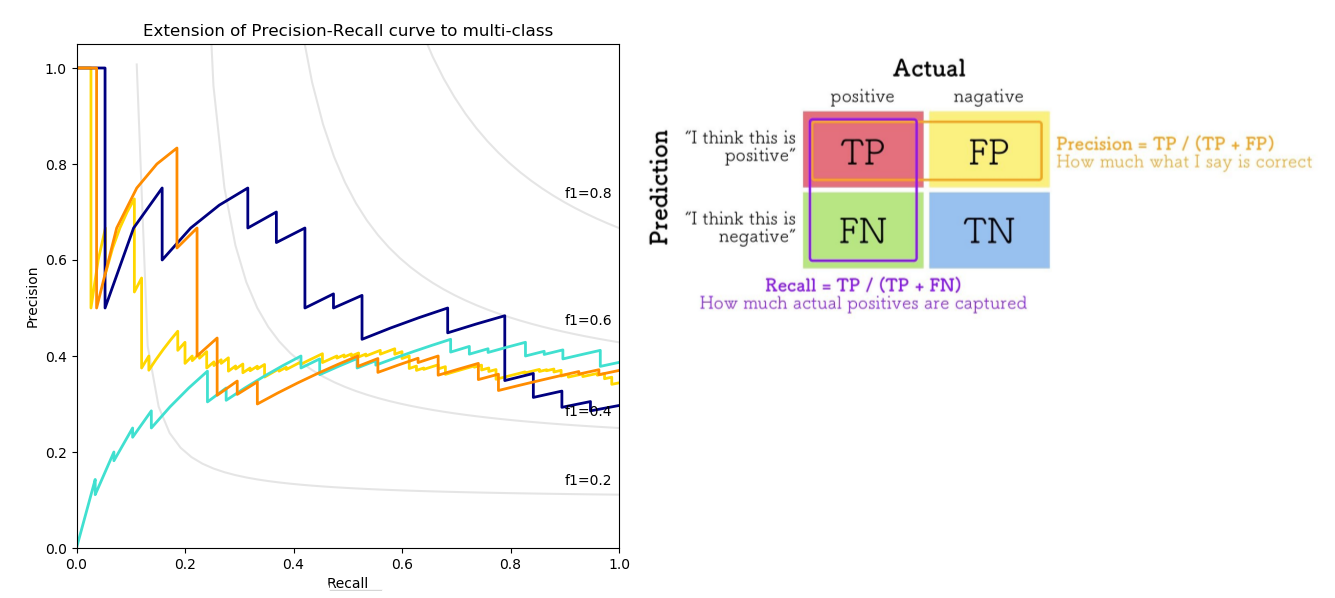 Extension of Precision-Recall curve to multi-class
1.0
0.8
0.6
0.4
0.2
0.0
Precision
f1=0.8
f1=0.6
f1=0.4
f1=0.2
0.0 0.2 0.4 0.6 0.8 1.0
Recall
Actual
positive nagative
Prediction
"I think this is
positive"
TP FP
Precision = TP / (TP + FP)
How much what I say is correct
"I think this is
negative"
FN TN
Recall = TP / (TP + FN)
How much actual positives are captured